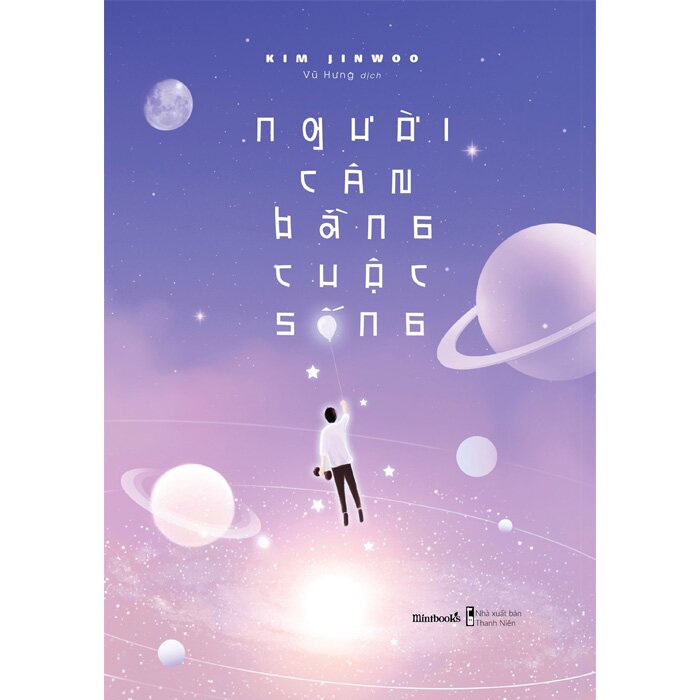 KIM JINWOO
Vũ Hưng dịch
NGƯỜI
CÂN
bẰNG
CUỘC
SỐNG
mintbooks
Nhà xuất bản
Thanh Niên